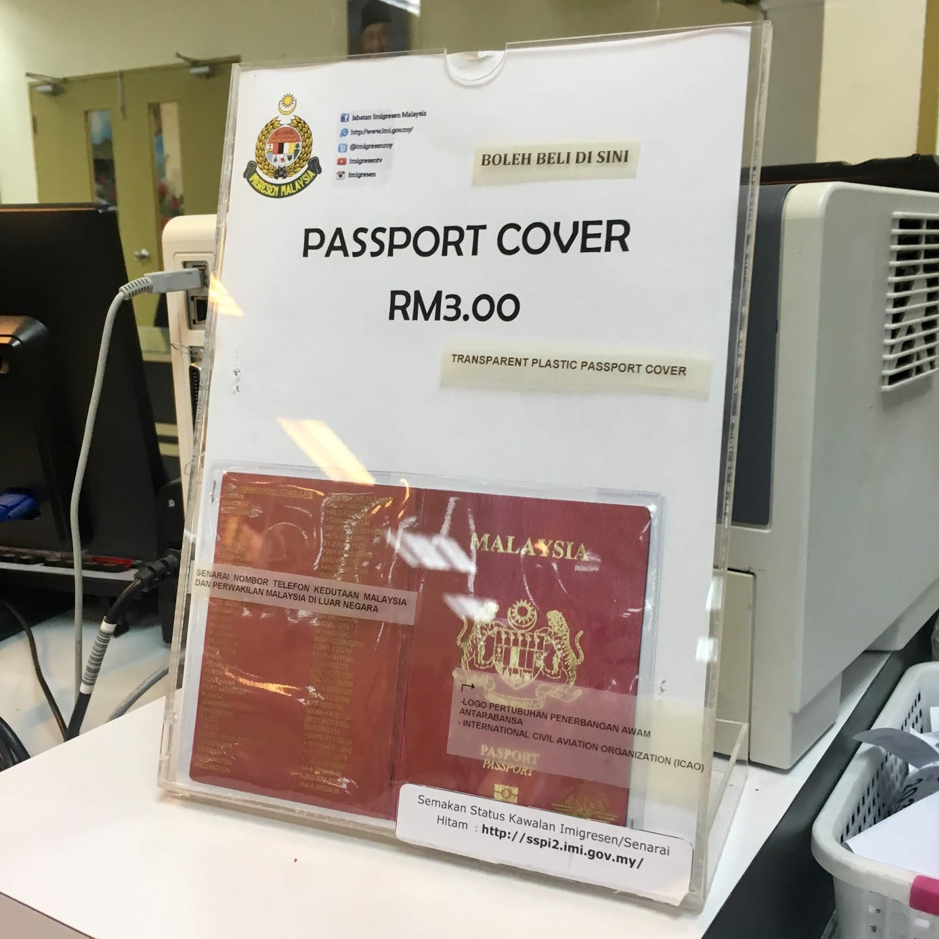 IMIGRESEN MALAYSIA
Jabatan Imigresen Malaysia
http://www.imi.gov.my/
@imigresenmy
imigresentv
imigresen
BOLEH BELI DI SINI
PASSPORT COVER
RM3.00
TRANSPARENT PLASTIC PASSPORT COVER
SENARAI NOMBOR TELEFON KEDUTAAN MALAYSIA
DAN PERWAKILAN MALAYSIA DI LUAR NEGARA
MALAYSIA
-LOGO PERTUBUHAN PENERBANGAN AWAM
ANTARABANSA
- INTERNATIONAL CIVIL AVIATION ORGANIZATION (ICAO)
PASPORT
PASSPORT
Semakan Status Kawalan Imigresen/Senarai
Hitam : http://sspi2.imi.gov.my/